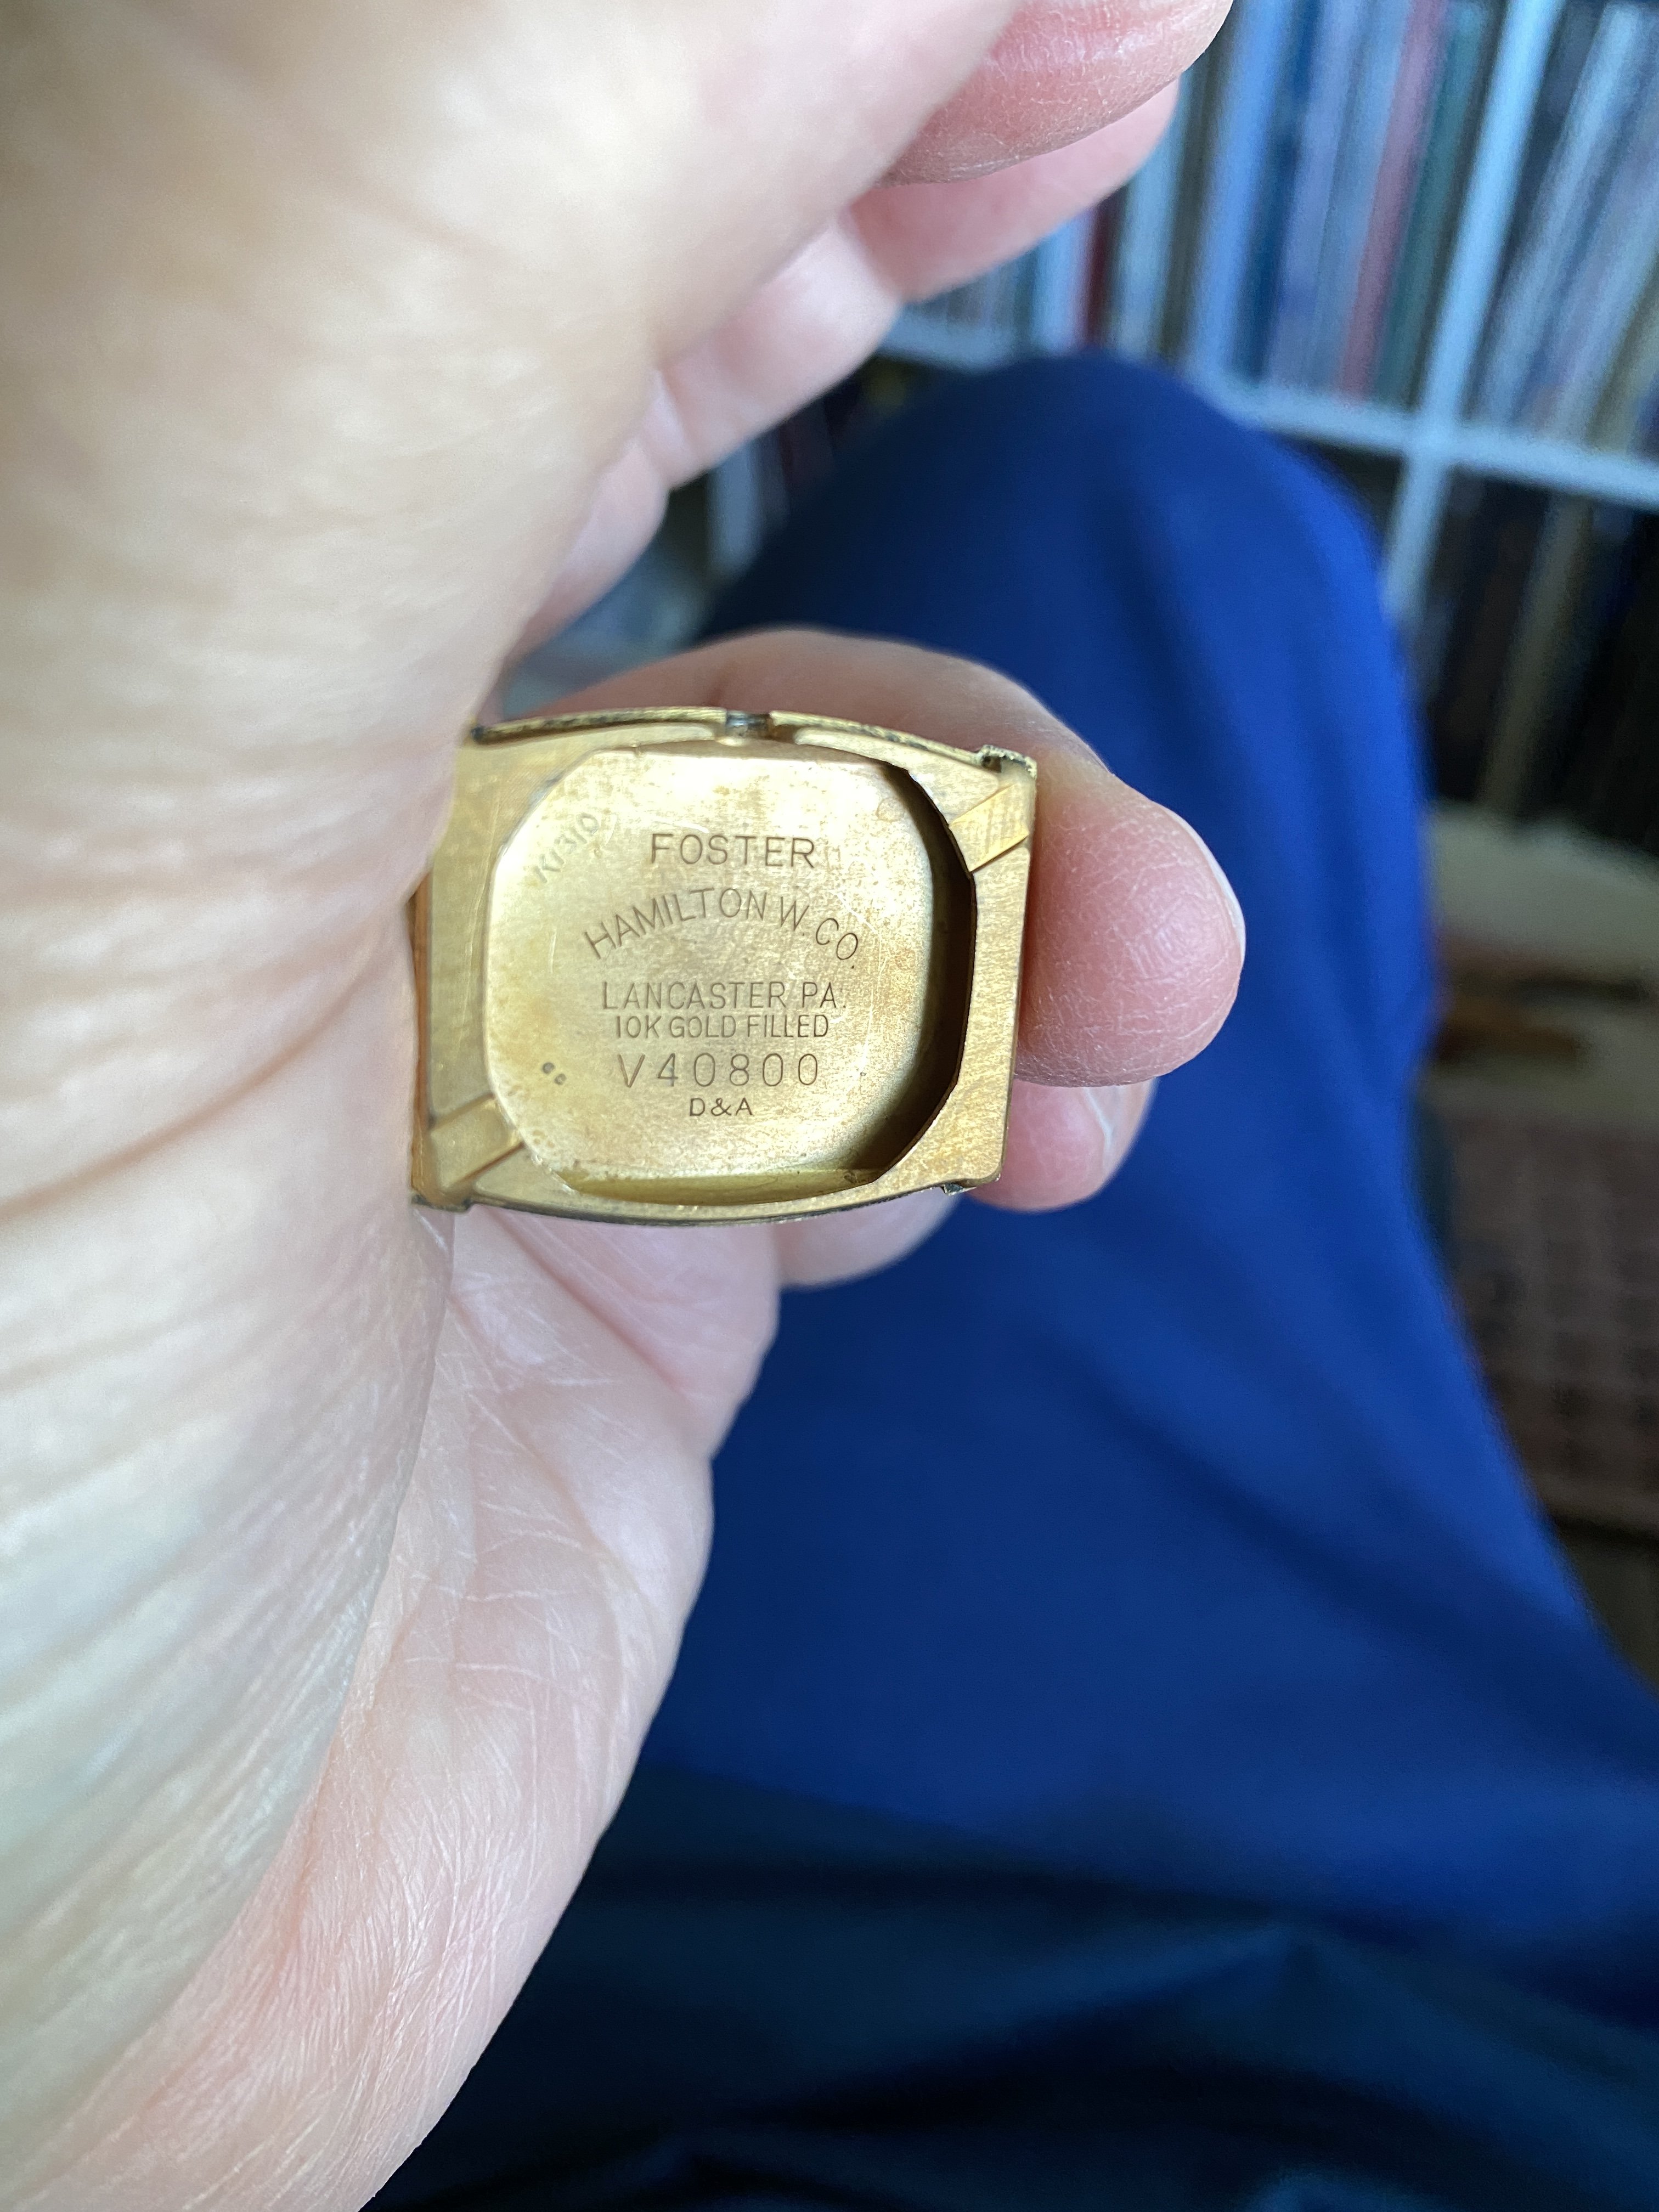 FOSTER
HAMILTON W. CO.
LANCASTER PA.
10K GOLD FILLED
V40800
D&A